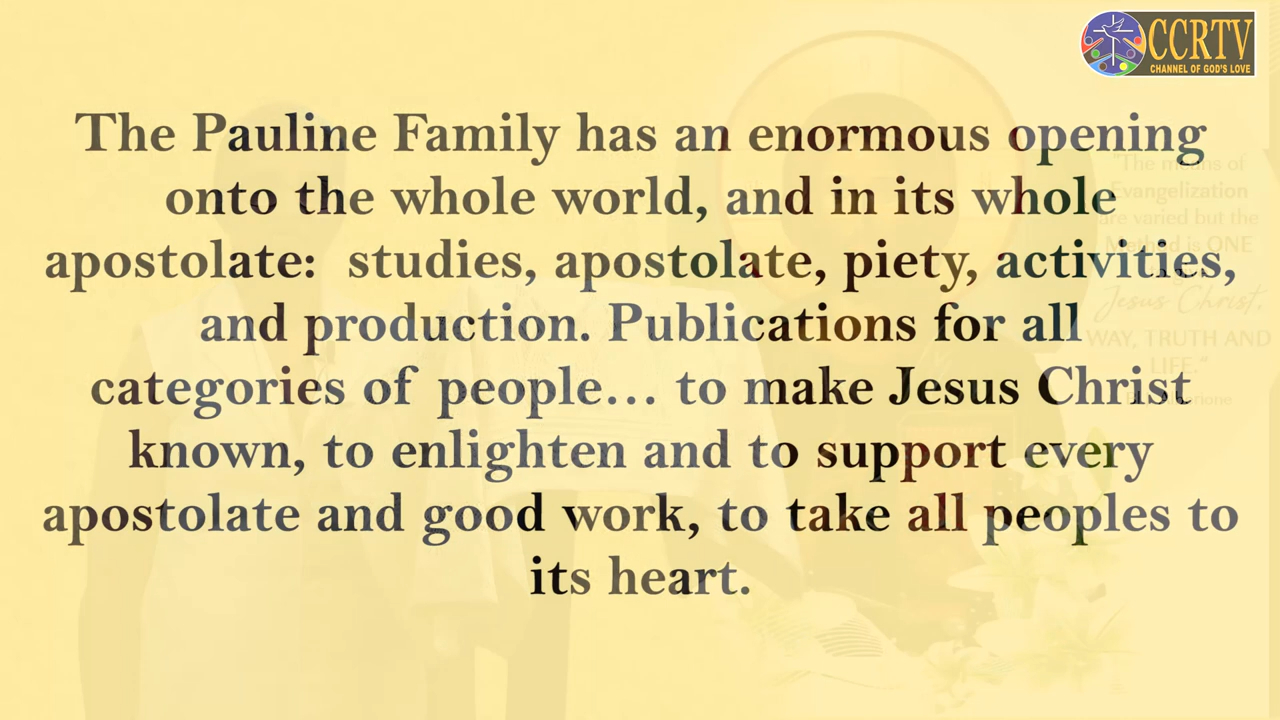 CCRTV
CHANNEL OF GOD'S LOVE
The Pauline Family has an enormous opening
onto the whole world, and in its whole
apostolate: studies, apostolate, piety, activities,
and production. Publications for all
categories of people… to make Jesus Christ
known, to enlighten and to support every
apostolate and good work, to take all peoples to
its heart.
"The means of
Evangelization
are varied but the
Method is ONE
Jesus Christ,
WAY, TRUTH AND
LIFE."